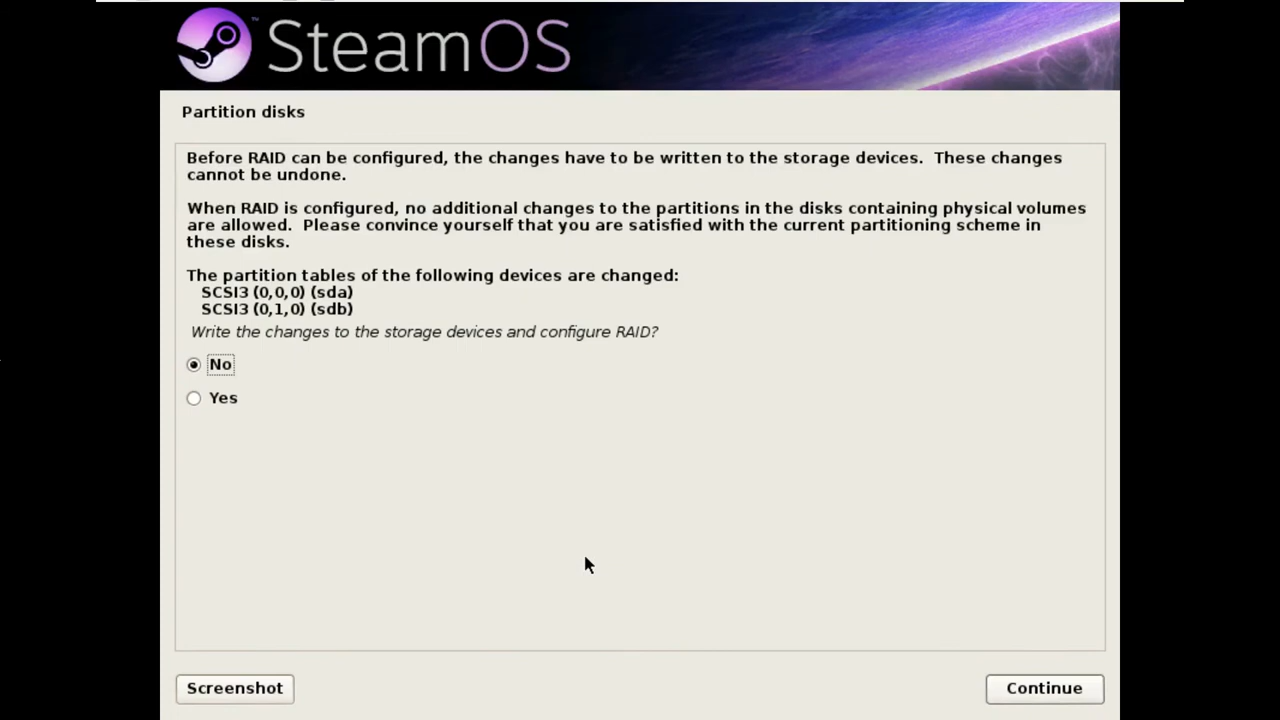 SteamOS™
Partition disks
Before RAID can be configured, the changes have to be written to the storage devices.  These changes
cannot be undone.
When RAID is configured, no additional changes to the partitions in the disks containing physical volumes
are allowed.  Please convince yourself that you are satisfied with the current partitioning scheme in
these disks.
The partition tables of the following devices are changed:
SCSI3 (0,0,0) (sda)
SCSI3 (0,1,0) (sdb)
Write the changes to the storage devices and configure RAID?
No
Yes
Screenshot
Continue